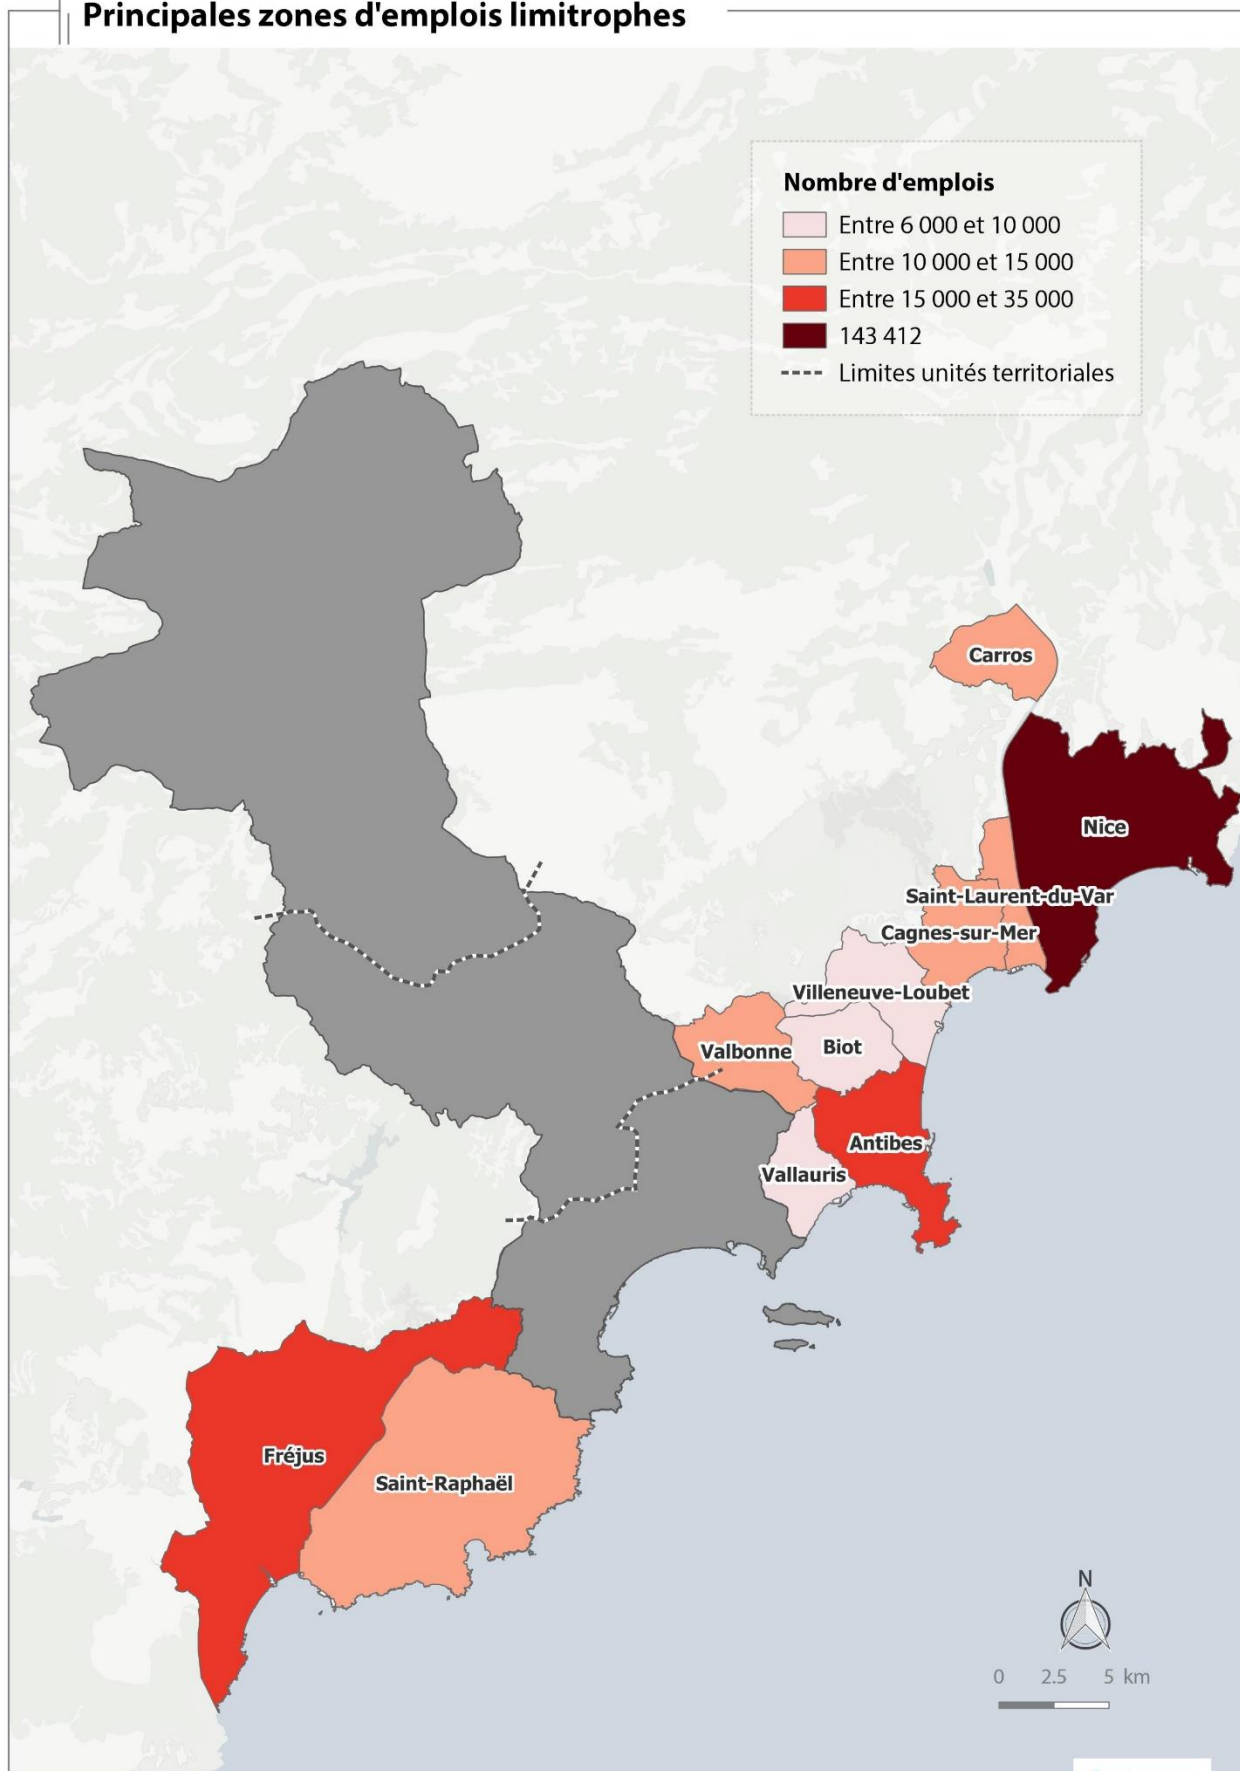 Principales zones d'emplois limitrophes
Nombre d'emplois
Entre 6 000 et 10 000
Entre 10 000 et 15 000
Entre 15 000 et 35 000
143 412
Limites unités territoriales
Carros
Nice
Saint-Laurent-du-Var
Cagnes-sur-Mer
Villeneuve-Loubet
Valbonne
Biot
Antibes
Vallauris
Fréjus
Saint-Raphaël
N
0 2.5 5 km